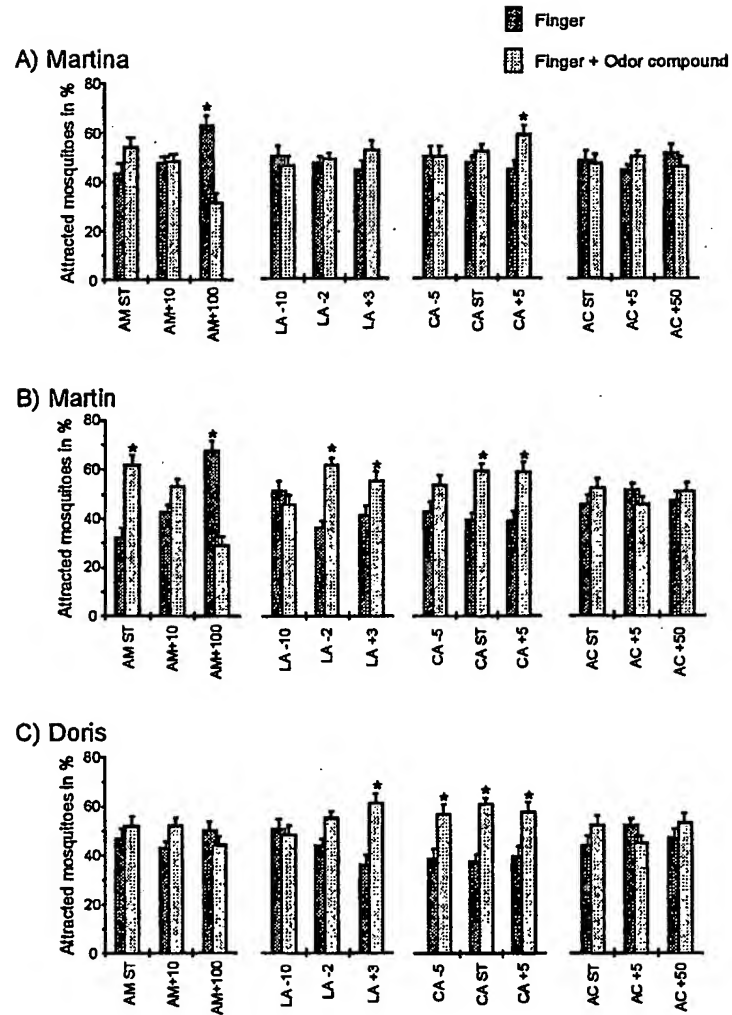 Finger
Finger + Odor compound
A) Martina
Attracted mosquitoes in %
80
60
40
20
0
*
*
AM ST
AM+10
AM+100
LA -10
LA -2
LA +3
CA -5
CA ST
CA +5
AC ST
AC +5
AC +50
B) Martin
Attracted mosquitoes in %
80
60
40
20
0
*
*
*
*
*
*
AM ST
AM+10
AM+100
LA -10
LA -2
LA +3
CA -5
CA ST
CA +5
AC ST
AC +5
AC +50
C) Doris
Attracted mosquitoes in %
80
60
40
20
0
*
*
*
*
AM ST
AM+10
AM+100
LA -10
LA -2
LA +3
CA -5
CA ST
CA +5
AC ST
AC +5
AC +50